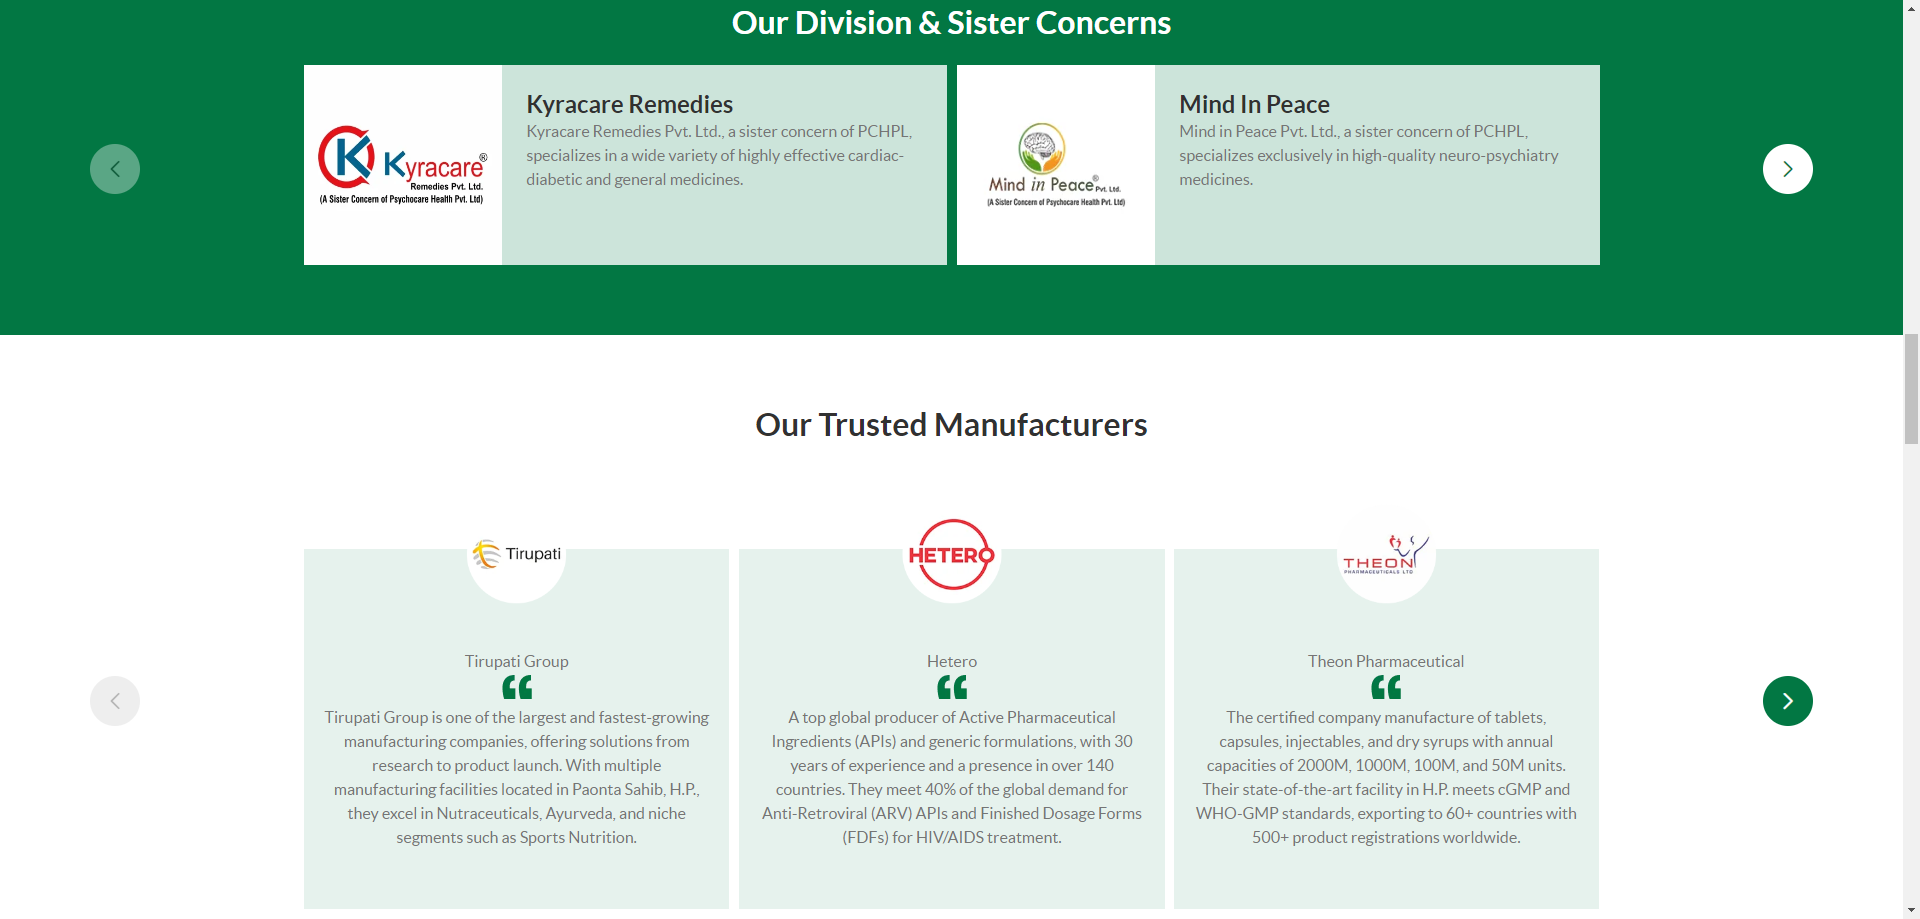 Our Division & Sister Concerns
Kyracare®
Remedies Pvt. Ltd.
(A Sister Concern of Psychocare Health Pvt. Ltd)
Kyracare Remedies
Kyracare Remedies Pvt. Ltd., a sister concern of PCHPL,
specializes in a wide variety of highly effective cardiac-
diabetic and general medicines.
Mind in Peace® Pvt. Ltd.
(A Sister Concern of Psychocare Health Pvt. Ltd)
Mind In Peace
Mind in Peace Pvt. Ltd., a sister concern of PCHPL,
specializes exclusively in high-quality neuro-psychiatry
medicines.
Our Trusted Manufacturers
Tirupati
Tirupati Group
Tirupati Group is one of the largest and fastest-growing
manufacturing companies, offering solutions from
research to product launch. With multiple
manufacturing facilities located in Paonta Sahib, H.P.,
they excel in Nutraceuticals, Ayurveda, and niche
segments such as Sports Nutrition.
HETERO
Hetero
A top global producer of Active Pharmaceutical
Ingredients (APIs) and generic formulations, with 30
years of experience and a presence in over 140
countries. They meet 40% of the global demand for
Anti-Retroviral (ARV) APIs and Finished Dosage Forms
(FDFs) for HIV/AIDS treatment.
THEON
PHARMACEUTICALS LTD
Theon Pharmaceutical
The certified company manufacture of tablets,
capsules, injectables, and dry syrups with annual
capacities of 2000M, 1000M, 100M, and 50M units.
Their state-of-the-art facility in H.P. meets cGMP and
WHO-GMP standards, exporting to 60+ countries with
500+ product registrations worldwide.